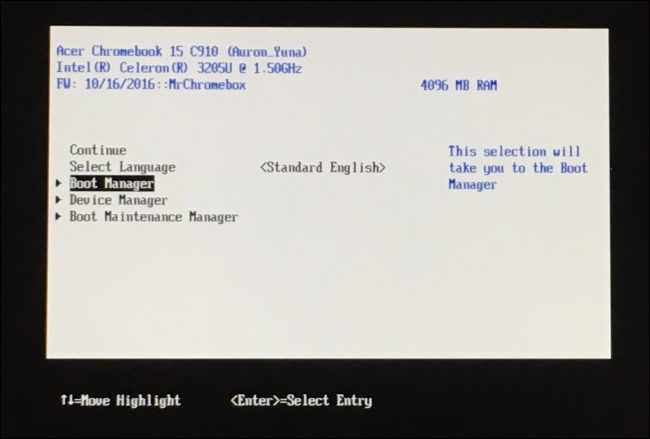 Acer Chromebook 15 C910 (Auron_Yuna)
Intel(R) Celeron(R) 3205U @ 1.50GHz
FW: 10/16/2016::MrChromebox 4096 MB RAM
Continue
Select Language <Standard English>
Boot Manager
Device Manager
Boot Maintenance Manager
This selection will
take you to the Boot
Manager
↑↓=Move Highlight <Enter>=Select Entry